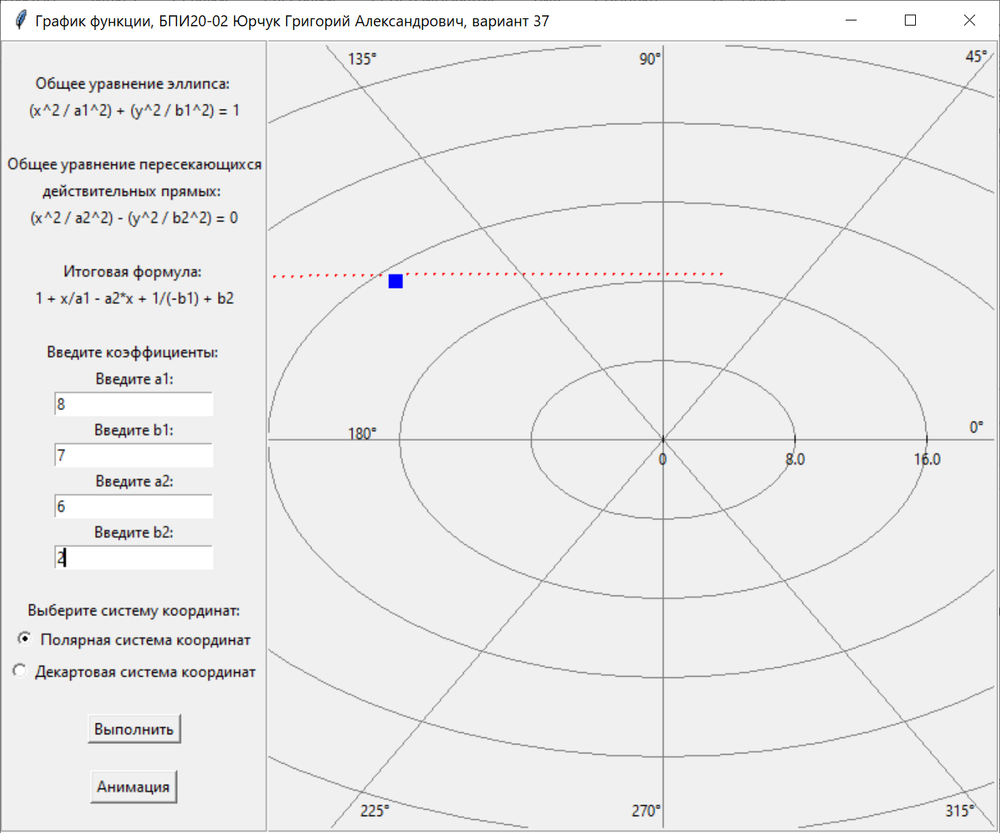 График функции, БПИ20-02 Юрчук Григорий Александрович, вариант 37
Общее уравнение эллипса:
(x^2 / a1^2) + (y^2 / b1^2) = 1
Общее уравнение пересекающихся
действительных прямых:
(x^2 / a2^2) - (y^2 / b2^2) = 0
Итоговая формула:
1 + x/a1 - a2*x + 1/(-b1) + b2
Введите коэффициенты:
Введите a1:
8
Введите b1:
7
Введите a2:
6
Введите b2:
2
Выберите систему координат:
Полярная система координат
Декартовая система координат
Выполнить
Анимация
135°
90°
45°
180°
0°
0
8.0
16.0
225°
270°
315°